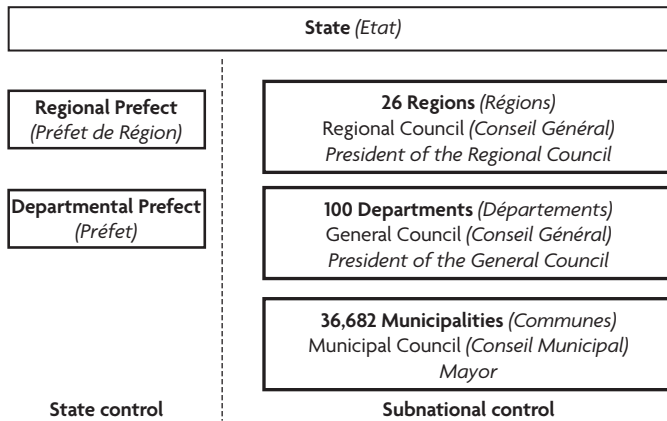 State (Etat)
Regional Prefect
(Préfet de Région)
26 Regions (Régions)
Regional Council (Conseil Général)
President of the Regional Council
Departmental Prefect
(Préfet)
100 Departments (Départements)
General Council (Conseil Général)
President of the General Council
36,682 Municipalities (Communes)
Municipal Council (Conseil Municipal)
Mayor
State control
Subnational control